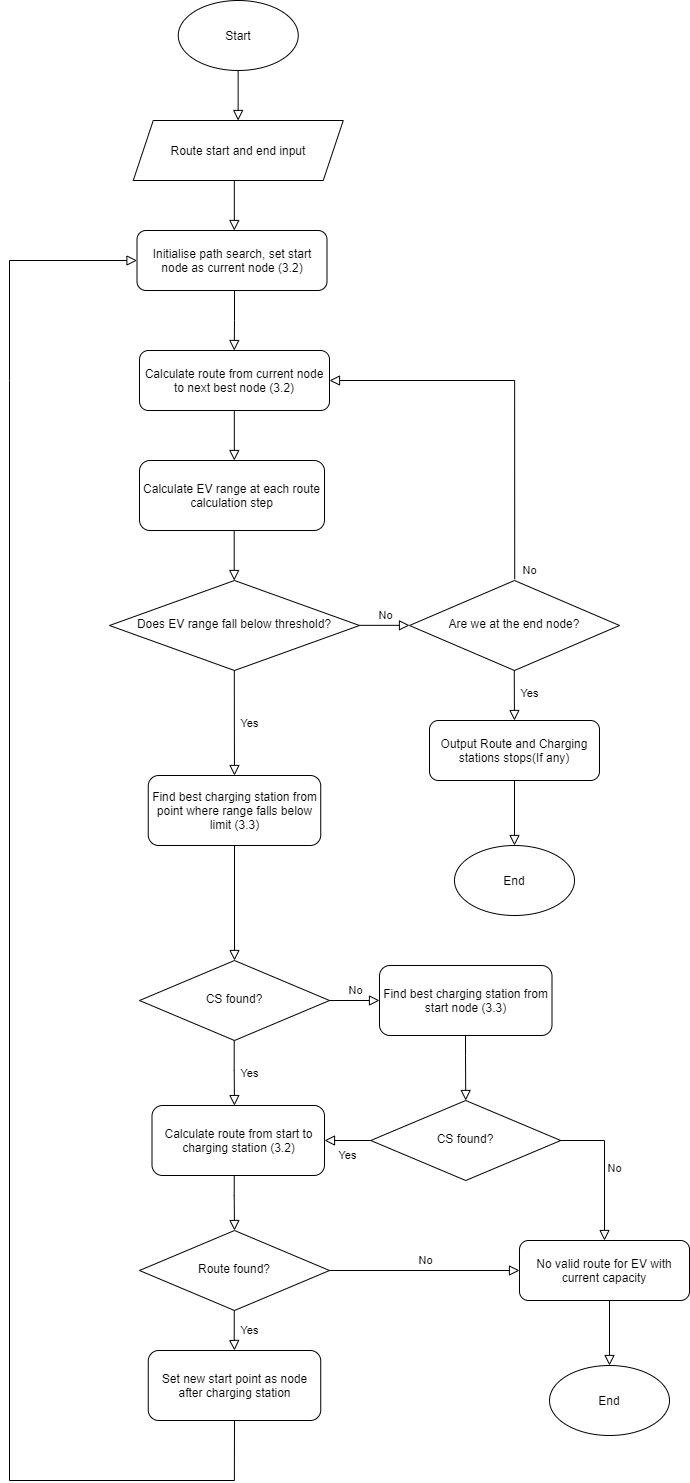 Start
Route start and end input
Initialise path search, set start
node as current node (3.2)
Calculate route from current node
to next best node (3.2)
Calculate EV range at each route
calculation step
Does EV range fall below threshold?
No
Are we at the end node?
No
Yes
Yes
Output Route and Charging
stations stops(If any)
Find best charging station from
point where range falls below
limit (3.3)
End
CS found?
No
Find best charging station from
start node (3.3)
Yes
Calculate route from start to
charging station (3.2)
Yes
CS found?
No
Route found?
No
No valid route for EV with
current capacity
Yes
Set new start point as node
after charging station
End